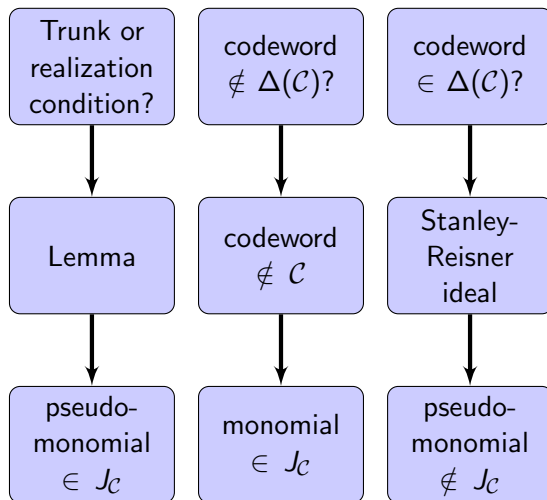 Trunk or
realization
condition?
codeword
∉ Δ(𝒞)?
codeword
∈ Δ(𝒞)?
Lemma
codeword
∉ 𝒞
Stanley-
Reisner
ideal
pseudo-
monomial
∈ J𝒞
monomial
∈ J𝒞
pseudo-
monomial
∉ J𝒞